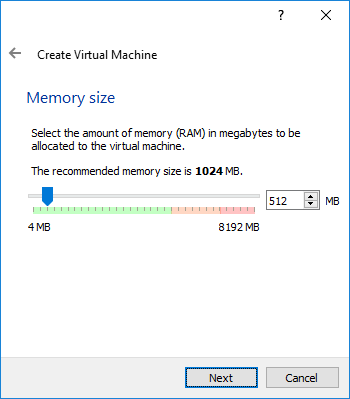 ?
Create Virtual Machine
Memory size
Select the amount of memory (RAM) in megabytes to be
allocated to the virtual machine.
The recommended memory size is 1024 MB.
512 MB
4 MB 8192 MB
Next Cancel